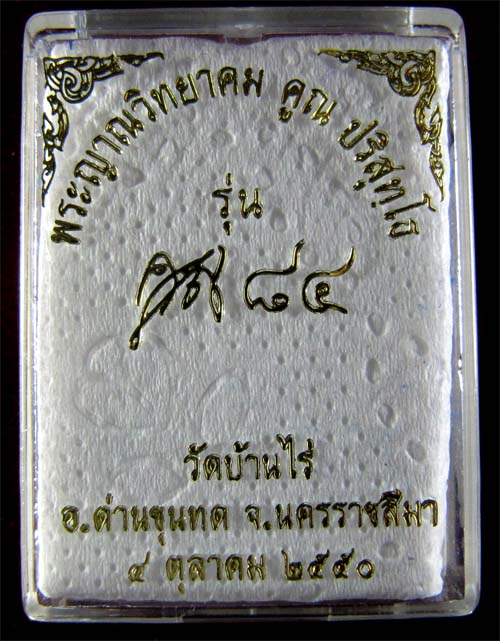 พระญาณวิทยาคม คูณ ปริสุทฺโธ
รุ่น
๘๔
วัดบ้านไร่
อ.ด่านขุนทด จ.นครราชสีมา
๔ ตุลาคม ๒๕๕๐